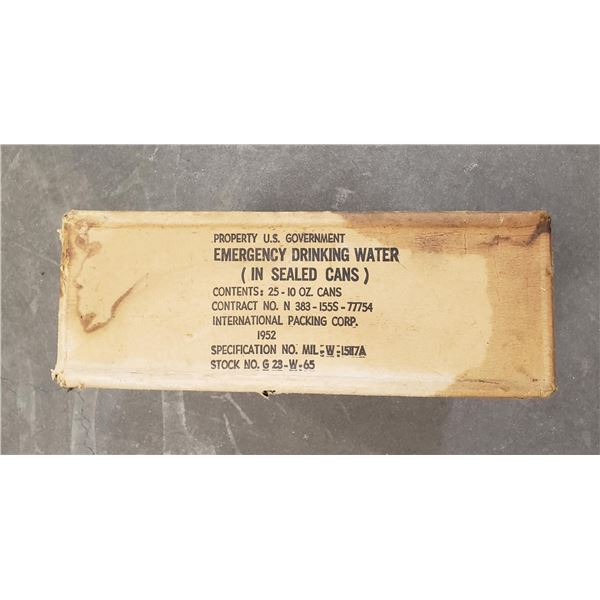 PROPERTY U.S. GOVERNMENT
EMERGENCY DRINKING WATER
(IN SEALED CANS)
CONTENTS: 25-10 OZ. CANS
CONTRACT NO. N 383-155S-77754
INTERNATIONAL PACKING CORP.
1952
SPECIFICATION NO. MIL-W-15117A
STOCK NO. G 23-W-65